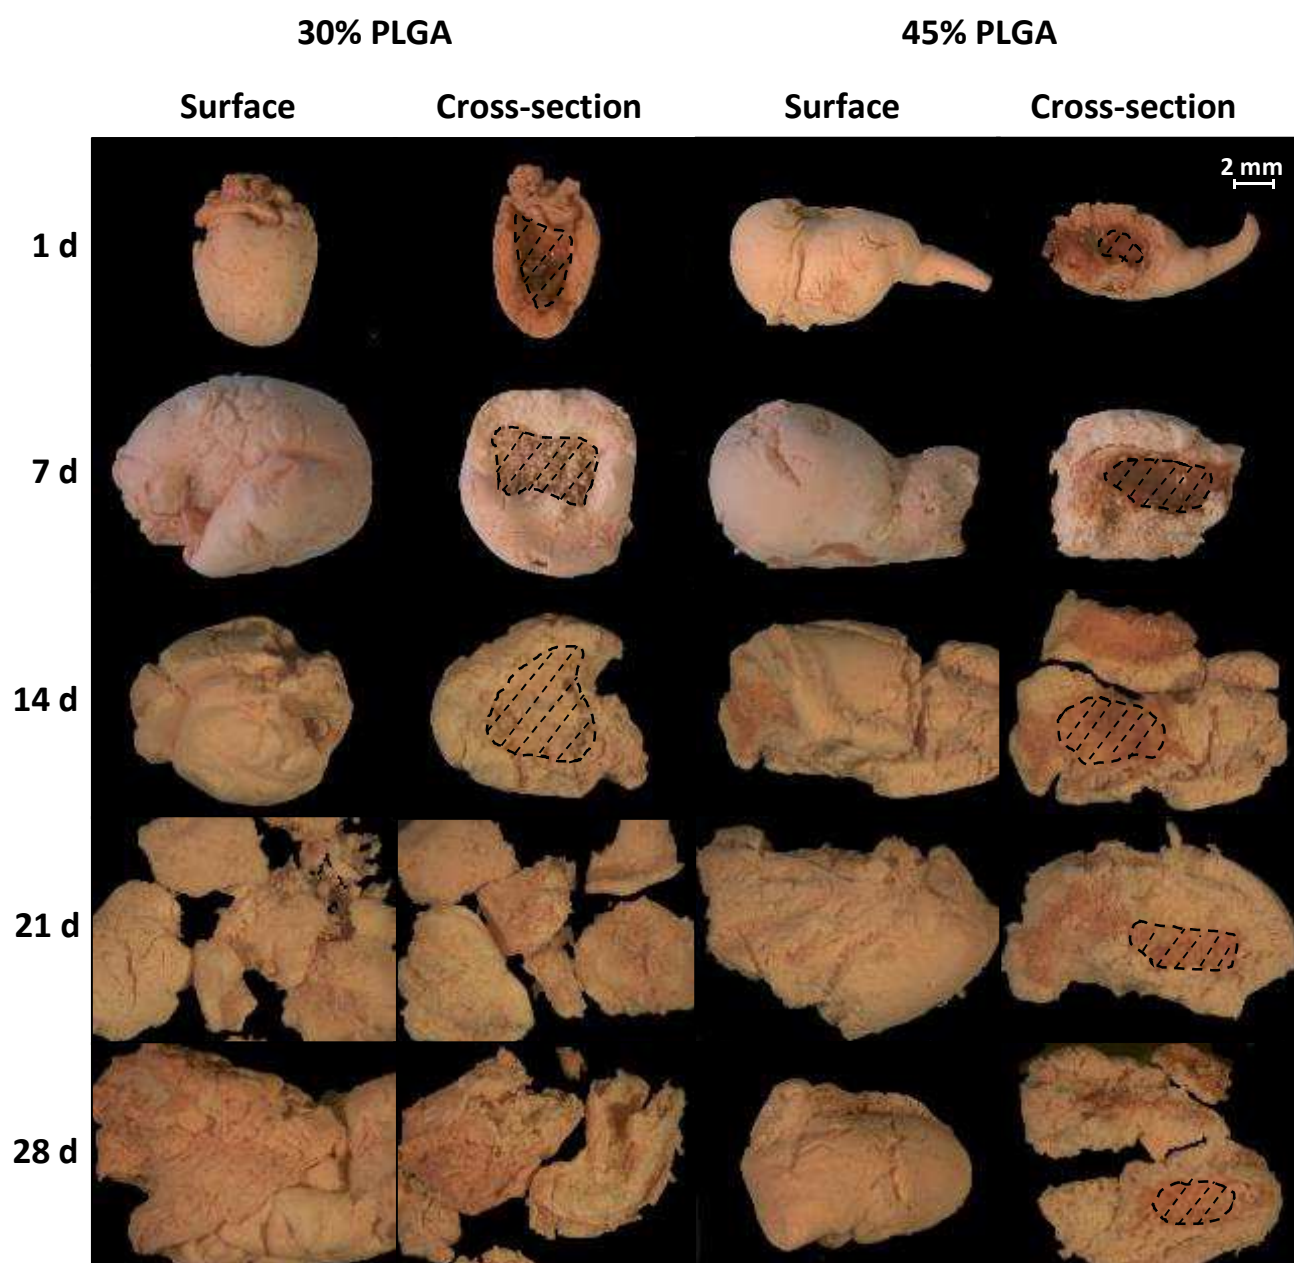 30% PLGA 45% PLGA
Surface Cross-section Surface Cross-section
2 mm
1 d
7 d
14 d
21 d
28 d